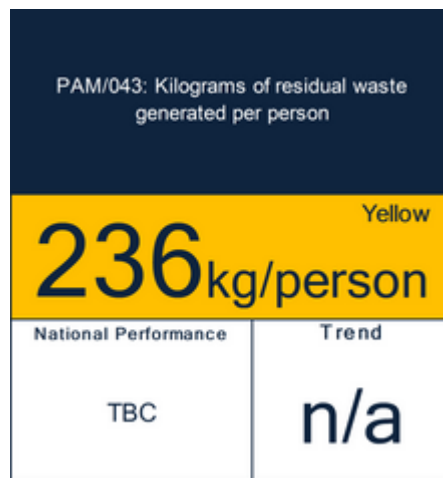 PAM/043: Kilograms of residual waste
generated per person
Yellow
236kg/person
National Performance
Trend
TBC
n/a